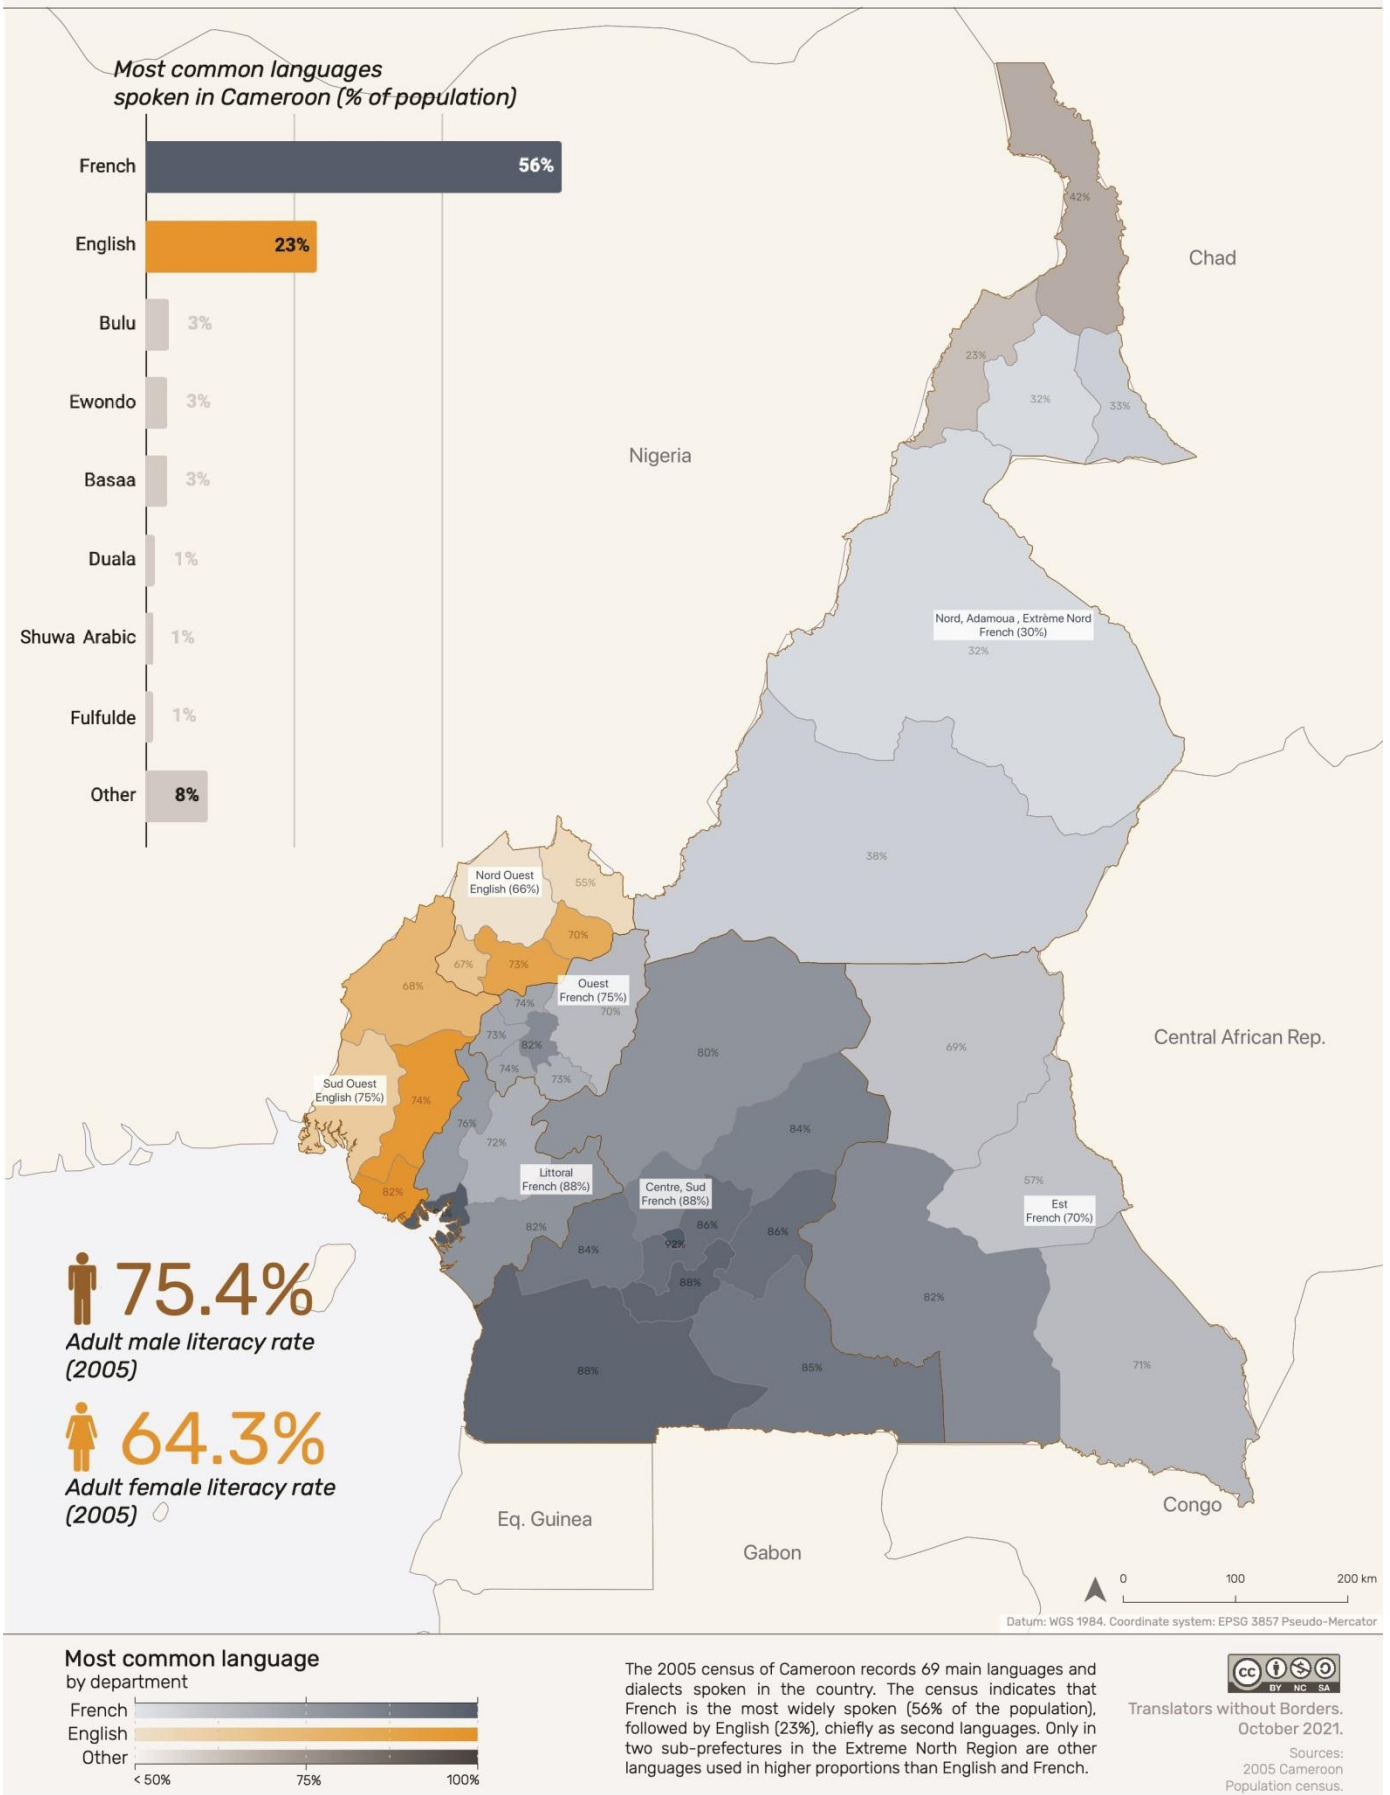 Most common languages
spoken in Cameroon (% of population)
French
56%
English
23%
Bulu
3%
Ewondo
3%
Basaa
3%
Duala
1%
Shuwa Arabic
1%
Fulfulde
1%
Other
8%
42%
Chad
23%
32%
33%
Nigeria
Nord, Adamoua , Extrème Nord
French (30%)
32%
38%
Nord Ouest
English (66%)
55%
70%
67%
73%
68%
Ouest
French (75%)
70%
74%
73%
82%
74%
73%
80%
69%
Central African Rep.
Sud Ouest
English (75%)
74%
76%
72%
84%
Littoral
French (88%)
Centre, Sud
French (88%)
57%
Est
French (70%)
82%
82%
84%
86%
86%
92%
88%
82%
88%
85%
71%
75.4%
Adult male literacy rate
(2005)
64.3%
Adult female literacy rate
(2005)
Eq. Guinea
Gabon
Congo
0 100 200 km
Datum: WGS 1984. Coordinate system: EPSG 3857 Pseudo-Mercator
Most common language
by department
French
English
Other
< 50% 75% 100%
The 2005 census of Cameroon records 69 main languages and
dialects spoken in the country. The census indicates that
French is the most widely spoken (56% of the population),
followed by English (23%), chiefly as second languages. Only in
two sub-prefectures in the Extreme North Region are other
languages used in higher proportions than English and French.
cc
BY NC SA
Translators without Borders.
October 2021.
Sources:
2005 Cameroon
Population census.